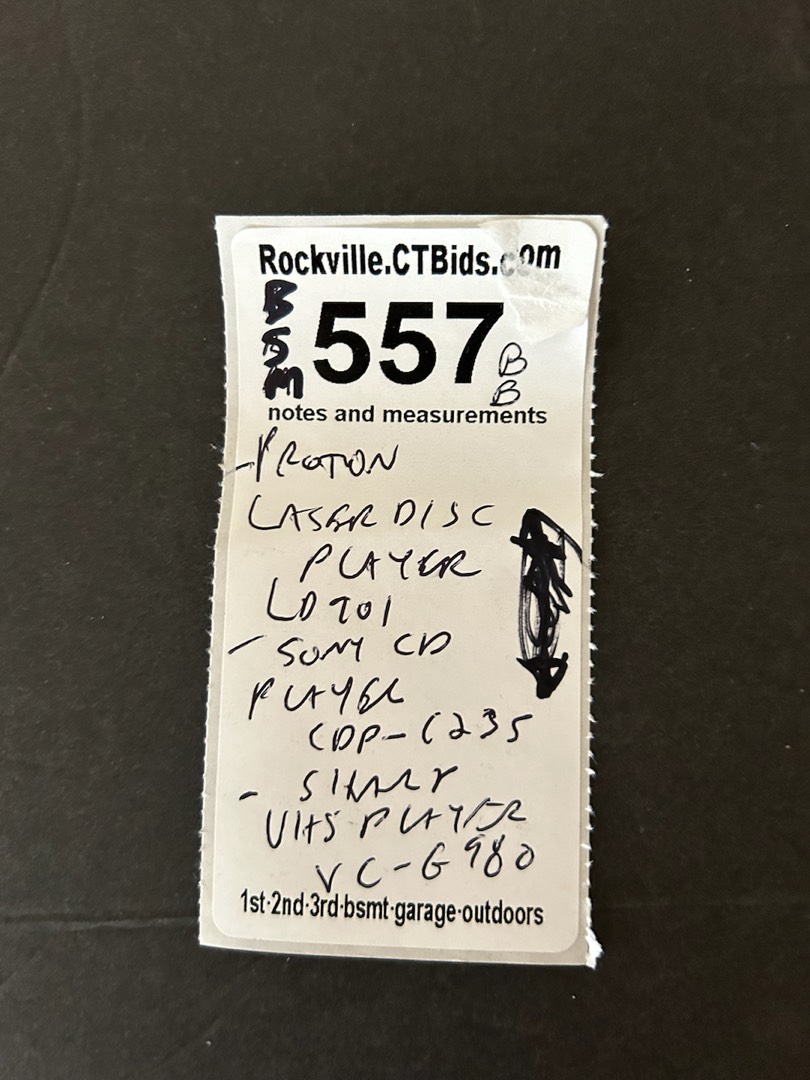 Rockville.CTBids.com
BSM
557
B
B
notes and measurements
- PROTON
LASER DISC
PLAYER
LD 701
- SONY CD
PLAYER
CDP-C235
- SHARP
VHS PLAYER
VC-G980
1st·2nd·3rd·bsmt·garage·outdoors